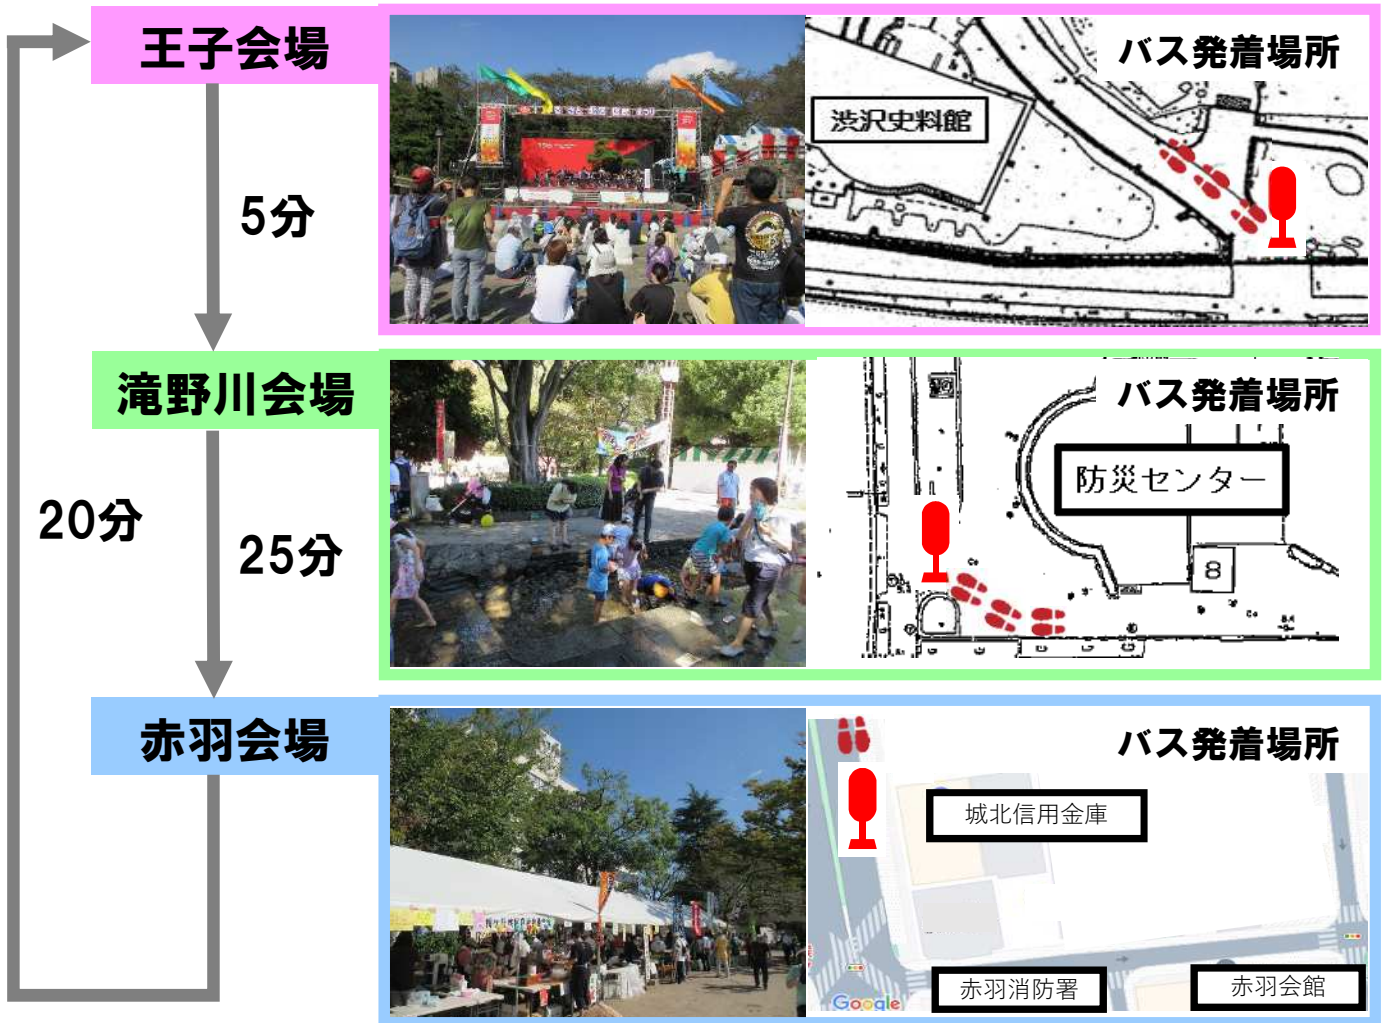 王子会場
バス発着場所
渋沢史料館
5分
滝野川会場
バス発着場所
防災センター
8
20分
25分
赤羽会場
バス発着場所
城北信用金庫
赤羽消防署
赤羽会館
Google